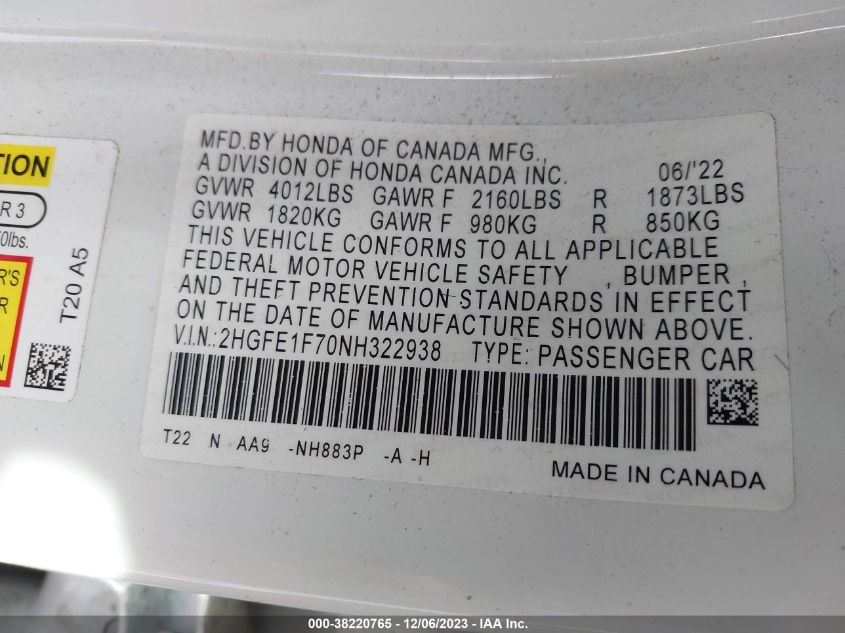 TION
R 3
0lbs.
R'S
R
N
T20 A5
MFD.BY HONDA OF CANADA MFG.,
A DIVISION OF HONDA CANADA INC. 06/'22
GVWR 4012LBS GAWR F 2160LBS R 1873LBS
GVWR 1820KG GAWR F 980KG R 850KG
THIS VEHICLE CONFORMS TO ALL APPLICABLE
FEDERAL MOTOR VEHICLE SAFETY , BUMPER ,
AND THEFT PREVENTION STANDARDS IN EFFECT
ON THE DATE OF MANUFACTURE SHOWN ABOVE.
V.I.N.:2HGFE1F70NH322938 TYPE: PASSENGER CAR
T22 N AA9 -NH883P -A -H
MADE IN CANADA
000-38220765 - 12/06/2023 - IAA Inc.